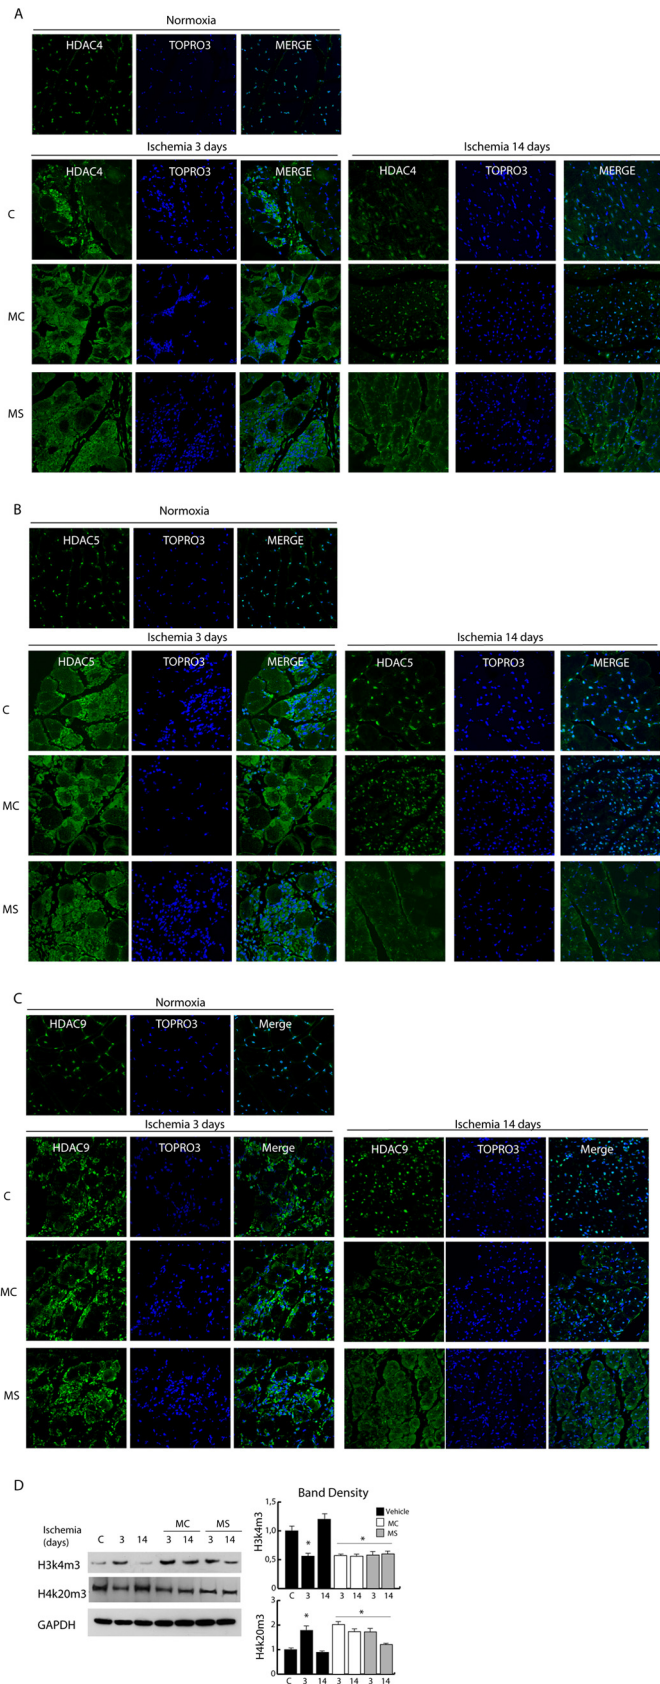 A
Normoxia
HDAC4 TOPRO3 MERGE
Ischemia 3 days Ischemia 14 days
HDAC4 TOPRO3 MERGE HDAC4 TOPRO3 MERGE
C
MC
MS
B
Normoxia
HDAC5 TOPRO3 MERGE
Ischemia 3 days Ischemia 14 days
HDAC5 TOPRO3 MERGE HDAC5 TOPRO3 MERGE
C
MC
MS
C
Normoxia
HDAC9 TOPRO3 Merge
Ischemia 3 days Ischemia 14 days
HDAC9 TOPRO3 Merge HDAC9 TOPRO3 Merge
C
MC
MS
D
Ischemia
(days)
MC MS
C 3 14 3 14 3 14
H3k4m3
H4k20m3
GAPDH
Band Density
Vehicle
MC
MS
H3k4m3
1,5
1,0
0,5
0
* *
C 3 14 3 14 3 14
H4k20m3
3
2
1
0
* *
C 3 14 3 14 3 14